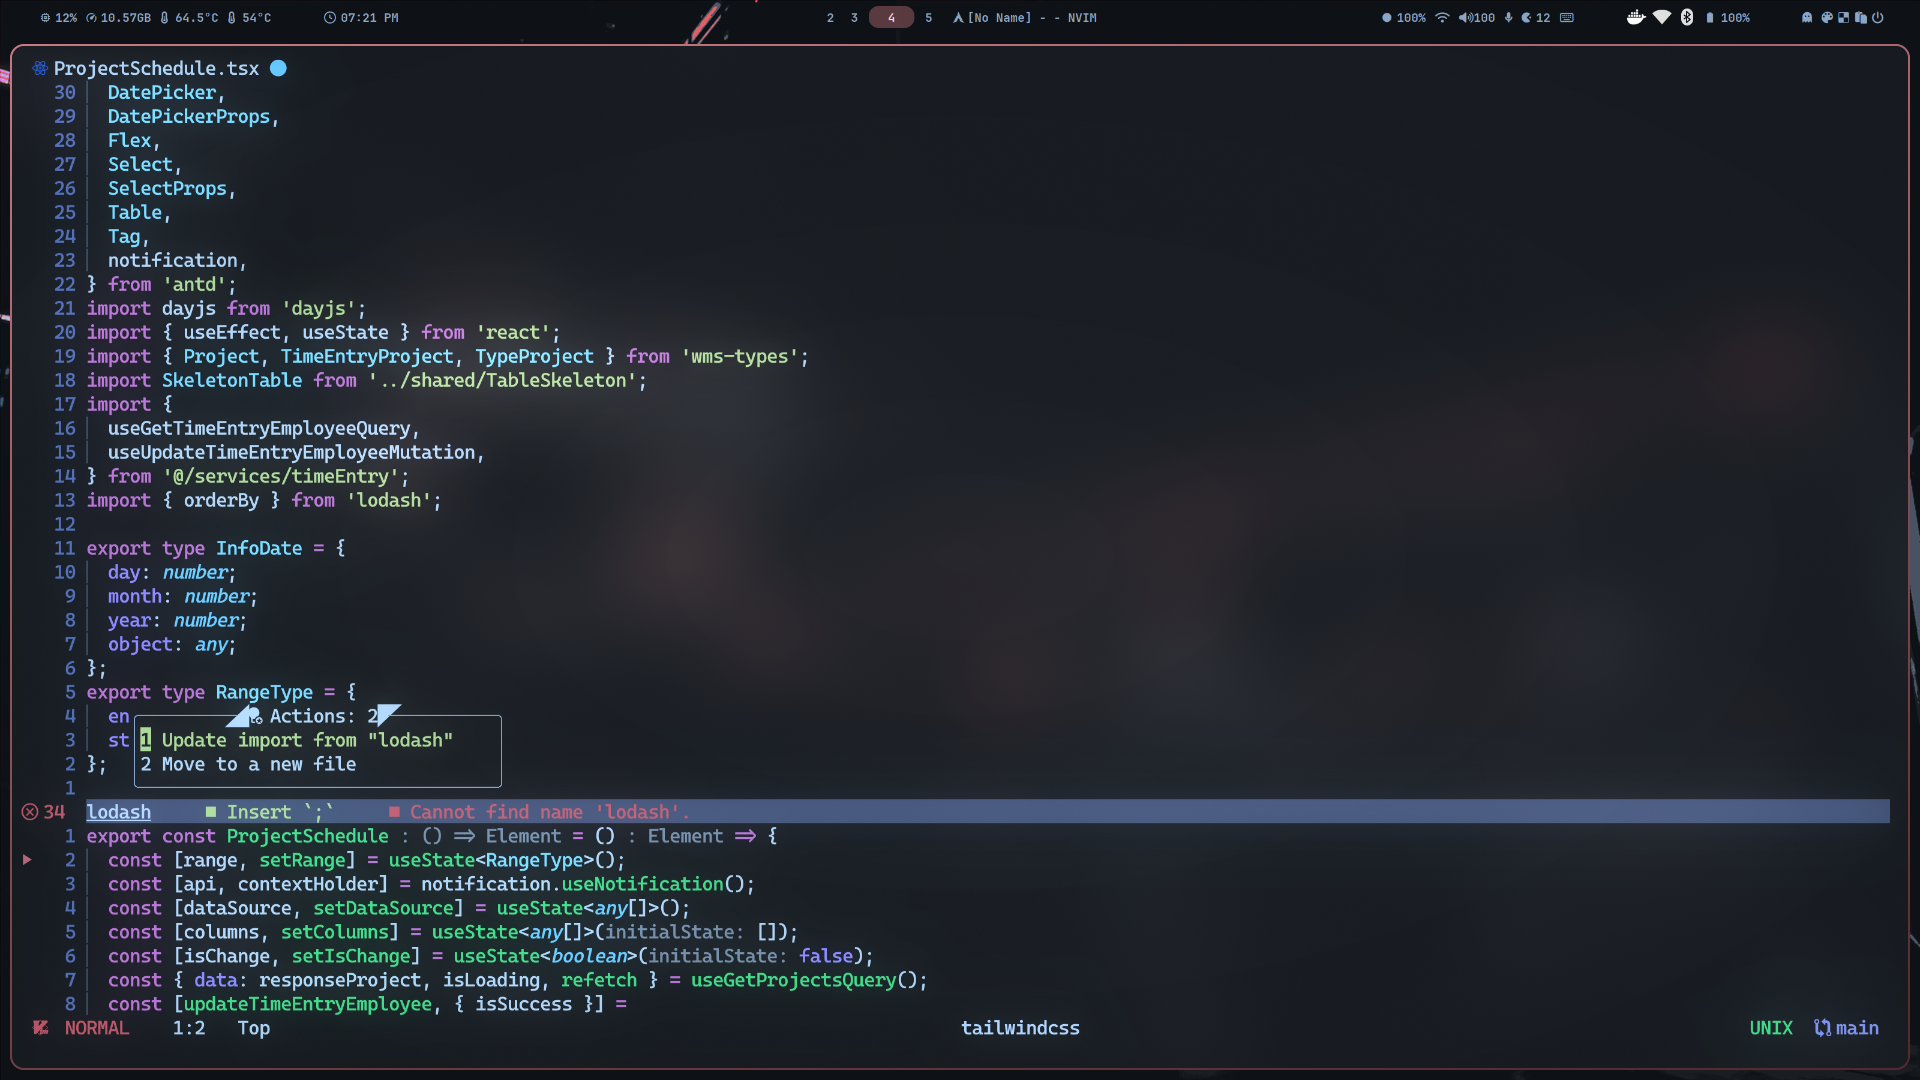 12% 10.57GB 64.5°C 54°C 07:21 PM 2 3 4 5 [No Name] - - NVIM 100% 100 12 100%
ProjectSchedule.tsx
30 DatePicker,
29 DatePickerProps,
28 Flex,
27 Select,
26 SelectProps,
25 Table,
24 Tag,
23 notification,
22 } from 'antd';
21 import dayjs from 'dayjs';
20 import { useEffect, useState } from 'react';
19 import { Project, TimeEntryProject, TypeProject } from 'wms-types';
18 import SkeletonTable from '../shared/TableSkeleton';
17 import {
16 useGetTimeEntryEmployeeQuery,
15 useUpdateTimeEntryEmployeeMutation,
14 } from '@/services/timeEntry';
13 import { orderBy } from 'lodash';
12
11 export type InfoDate = {
10 day: number;
9 month: number;
8 year: number;
7 object: any;
6 };
5 export type RangeType = {
4 en Actions: 2
3 st 1 Update import from "lodash"
2 }; 2 Move to a new file
1
34 lodash ■ Insert `;` ■ Cannot find name 'lodash'.
1 export const ProjectSchedule : () => Element = () : Element => {
2 const [range, setRange] = useState<RangeType>();
3 const [api, contextHolder] = notification.useNotification();
4 const [dataSource, setDataSource] = useState<any[]>();
5 const [columns, setColumns] = useState<any[]>(initialState: []);
6 const [isChange, setIsChange] = useState<boolean>(initialState: false);
7 const { data: responseProject, isLoading, refetch } = useGetProjectsQuery();
8 const [updateTimeEntryEmployee, { isSuccess }] =
NORMAL 1:2 Top tailwindcss UNIX main